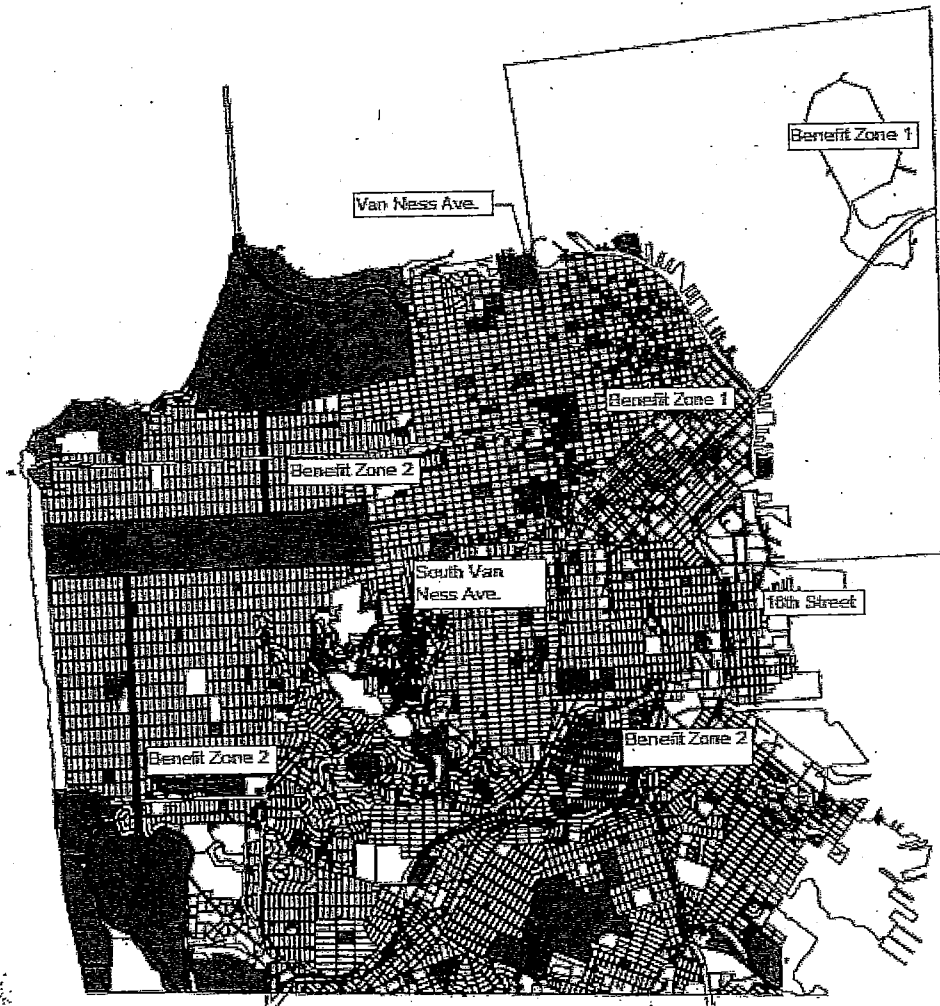 Benefit Zone 1
Van Ness Ave.
Benefit Zone 1
Benefit Zone 2
South Van
Ness Ave.
16th Street
Benefit Zone 2
Benefit Zone 2